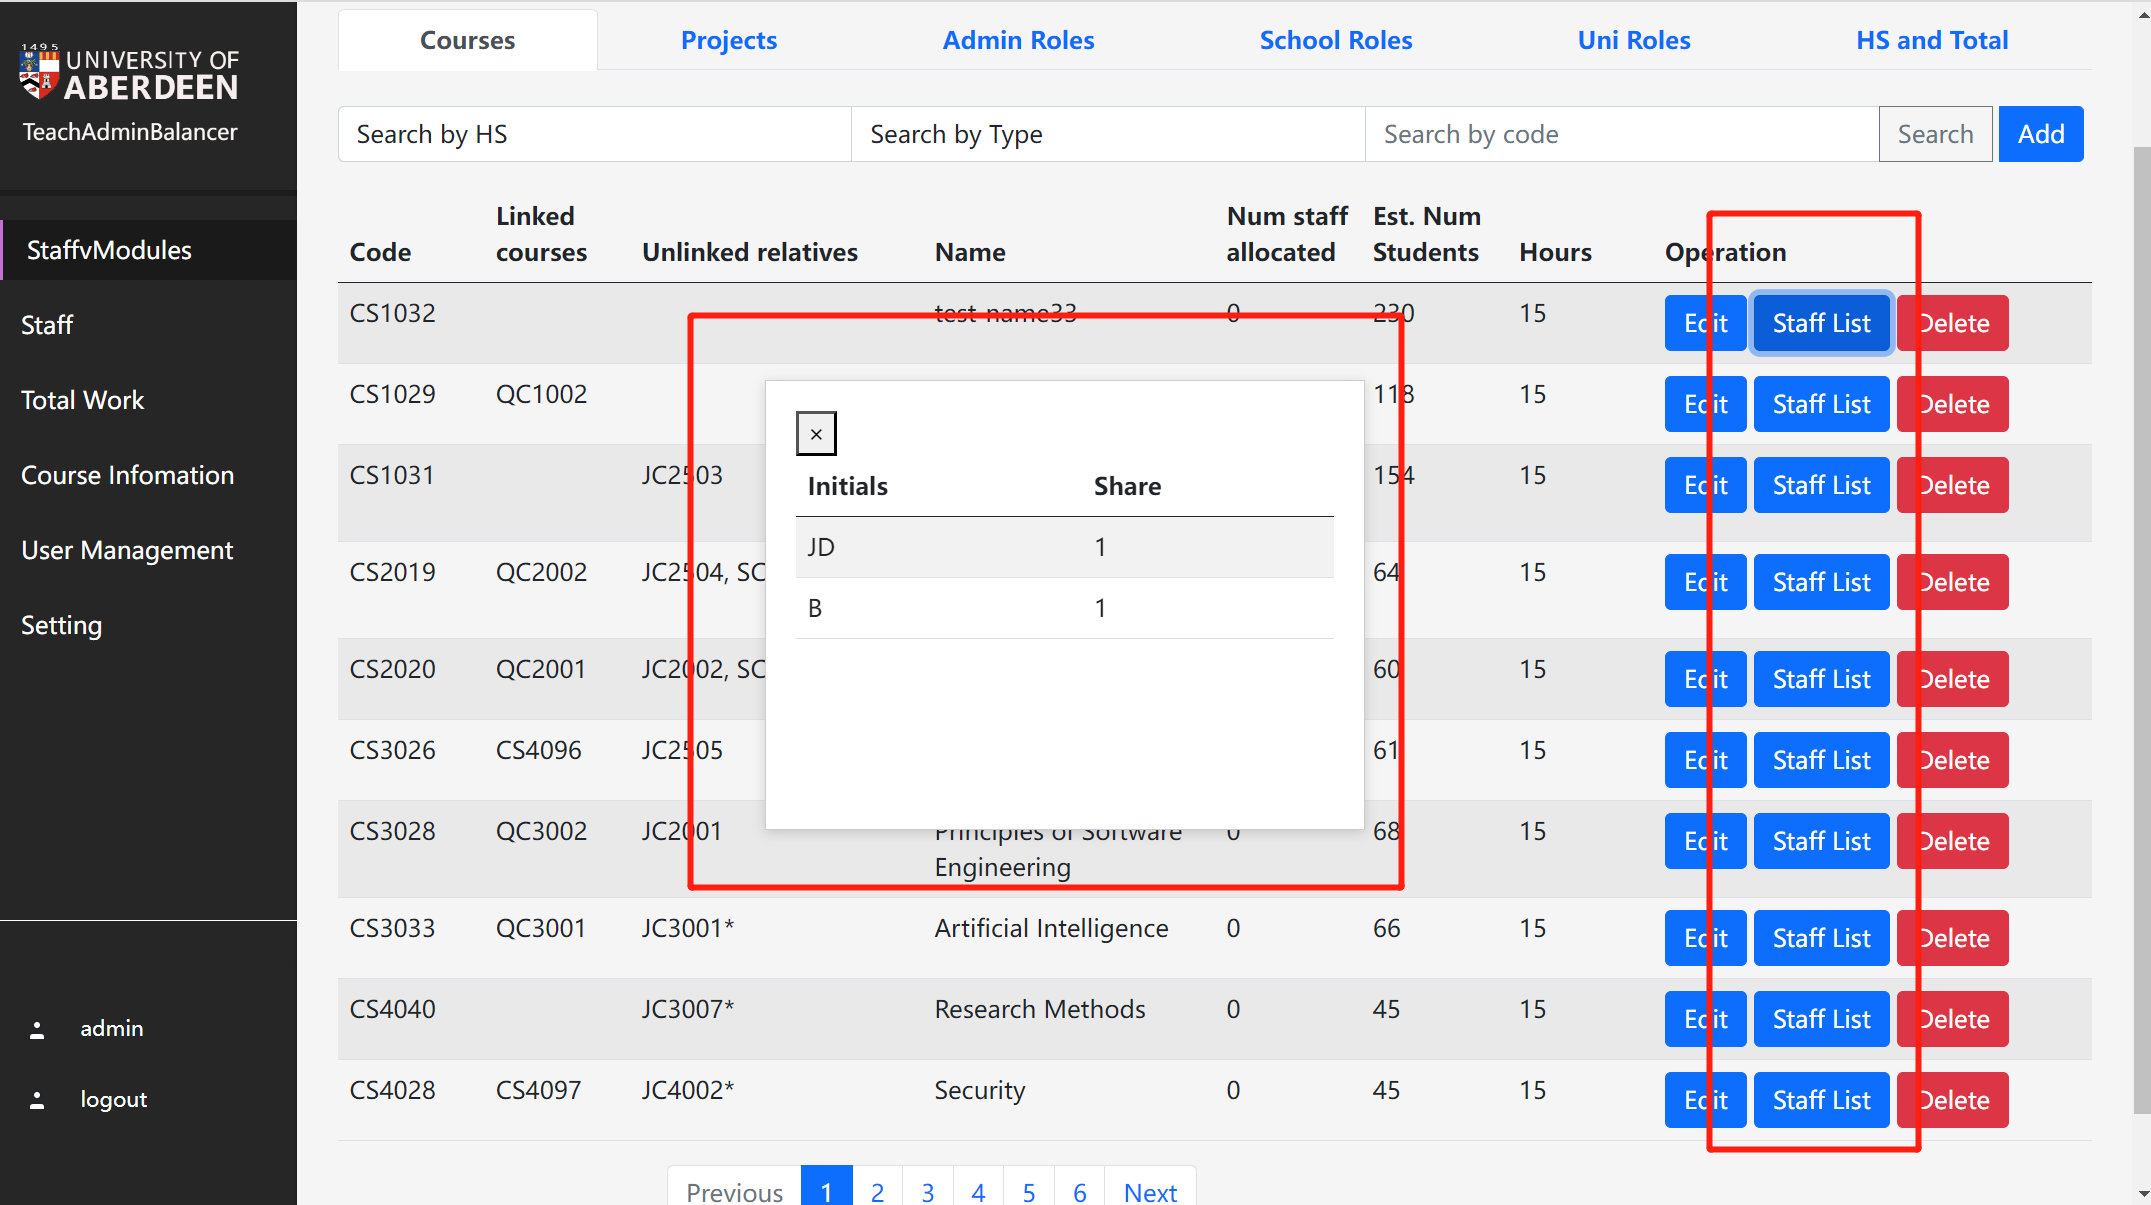 1495
UNIVERSITY OF
ABERDEEN
TeachAdminBalancer
StaffvModules
Staff
Total Work
Course Infomation
User Management
Setting
admin
logout
Courses Projects Admin Roles School Roles Uni Roles HS and Total
Search by HS Search by Type Search by code Search Add
Code Linked courses Unlinked relatives Name Num staff allocated Est. Num Students Hours Operation
CS1032 test-name33 0 230 15 Edit Staff List Delete
CS1029 QC1002 118 15 Edit Staff List Delete
CS1031 JC2503 154 15 Edit Staff List Delete
CS2019 QC2002 JC2504, SC 64 15 Edit Staff List Delete
CS2020 QC2001 JC2002, SC 60 15 Edit Staff List Delete
CS3026 CS4096 JC2505 61 15 Edit Staff List Delete
CS3028 QC3002 JC2001 Principles of Software Engineering 0 68 15 Edit Staff List Delete
CS3033 QC3001 JC3001* Artificial Intelligence 0 66 15 Edit Staff List Delete
CS4040 JC3007* Research Methods 0 45 15 Edit Staff List Delete
CS4028 CS4097 JC4002* Security 0 45 15 Edit Staff List Delete
×
Initials Share
JD 1
B 1
Previous 1 2 3 4 5 6 Next